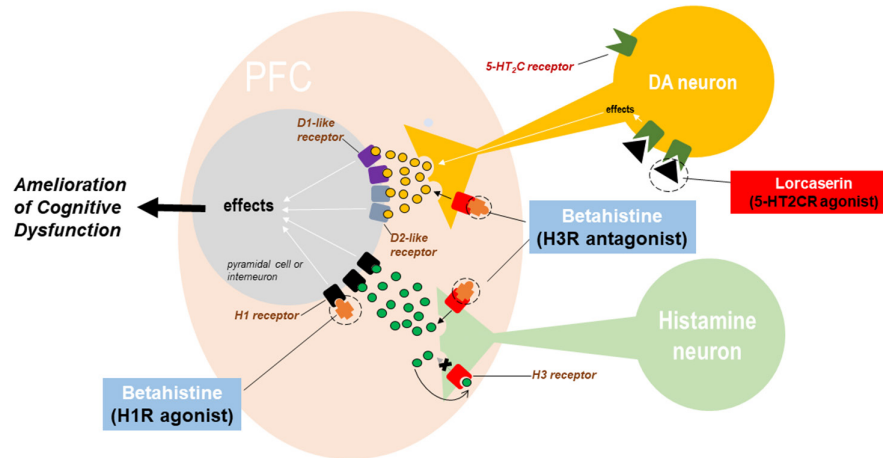 PFC
5-HT2C receptor
DA neuron
effects
D1-like
receptor
Lorcaserin
(5-HT2CR agonist)
Amelioration
of Cognitive
Dysfunction
effects
Betahistine
(H3R antagonist)
D2-like
receptor
pyramidal cell or
interneuron
H1 receptor
Histamine
neuron
H3 receptor
Betahistine
(H1R agonist)